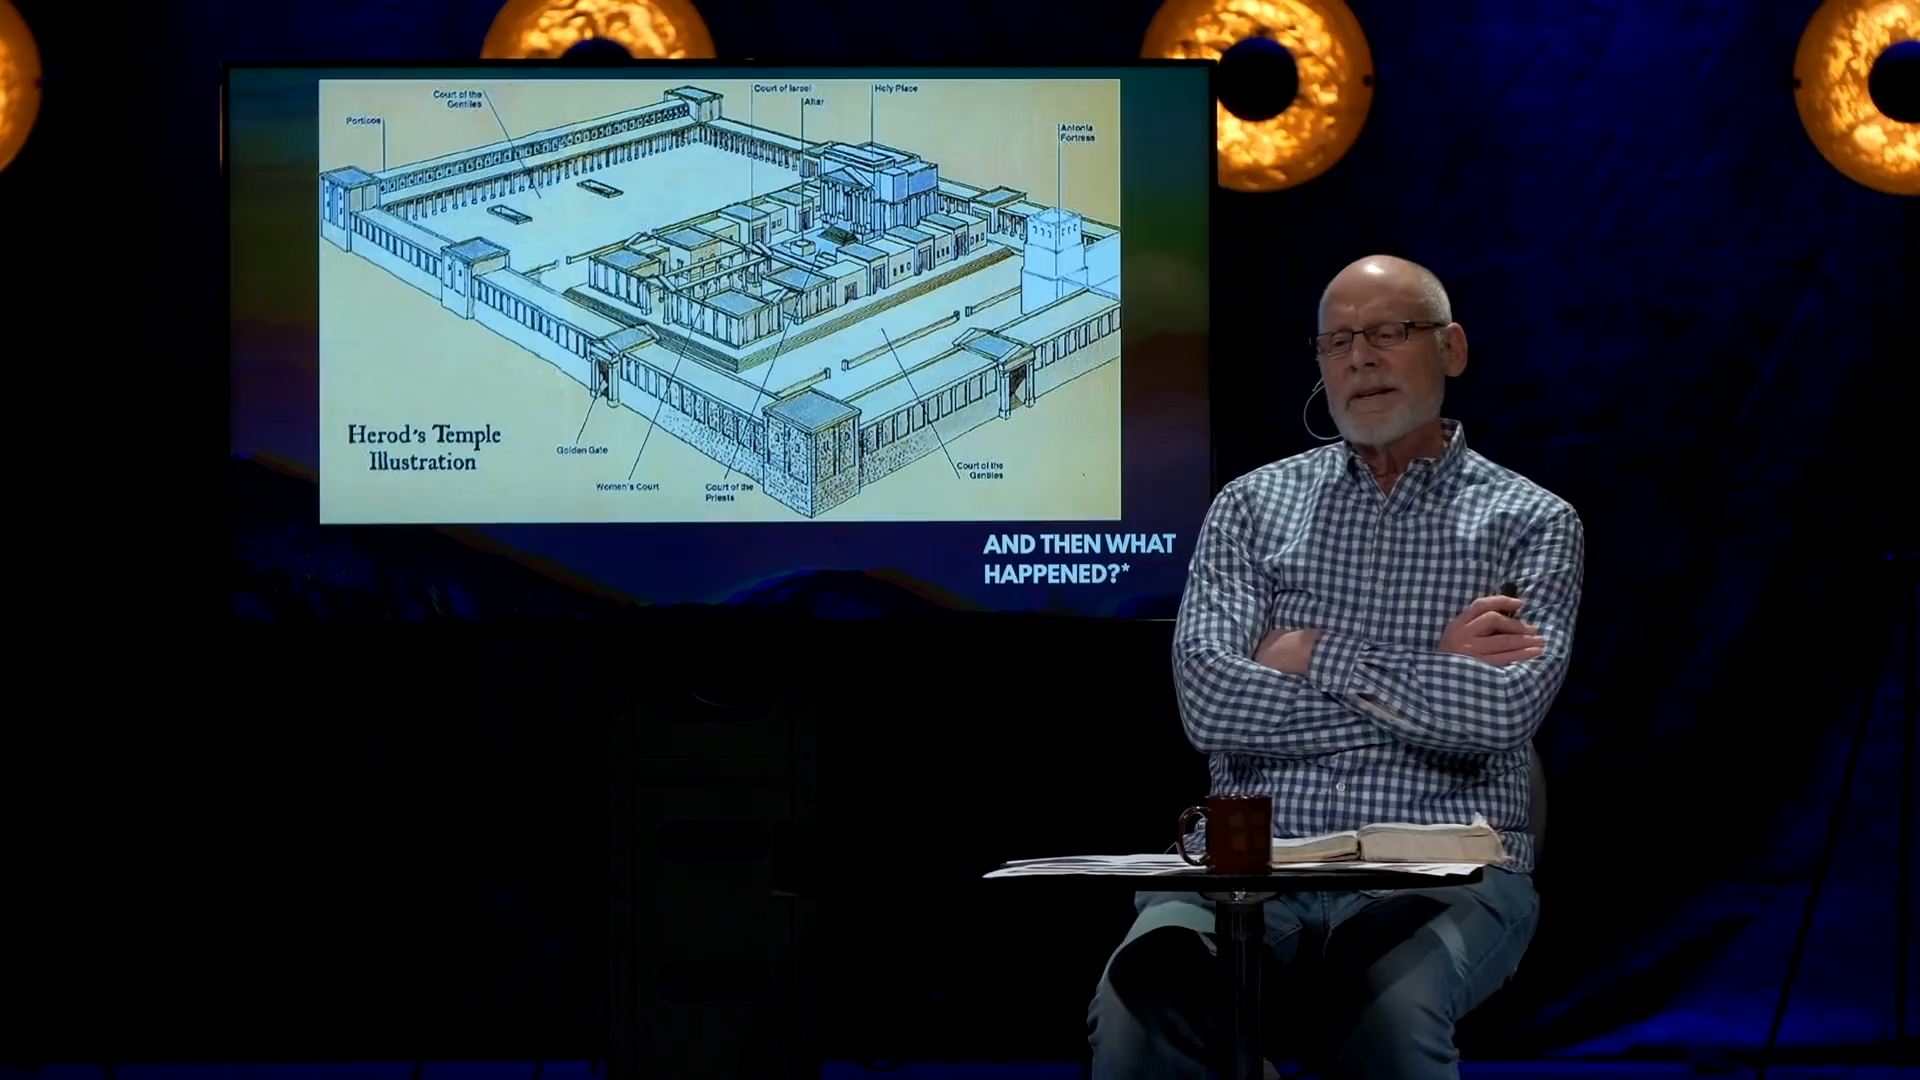 Court of the
Gentiles
Court of Israel
Altar
Holy Place
Porticos
Antonia
Fortress
Herod's Temple
Illustration
Golden Gate
Women's Court
Court of the
Priests
Court of the
Gentiles
AND THEN WHAT
HAPPENED?*